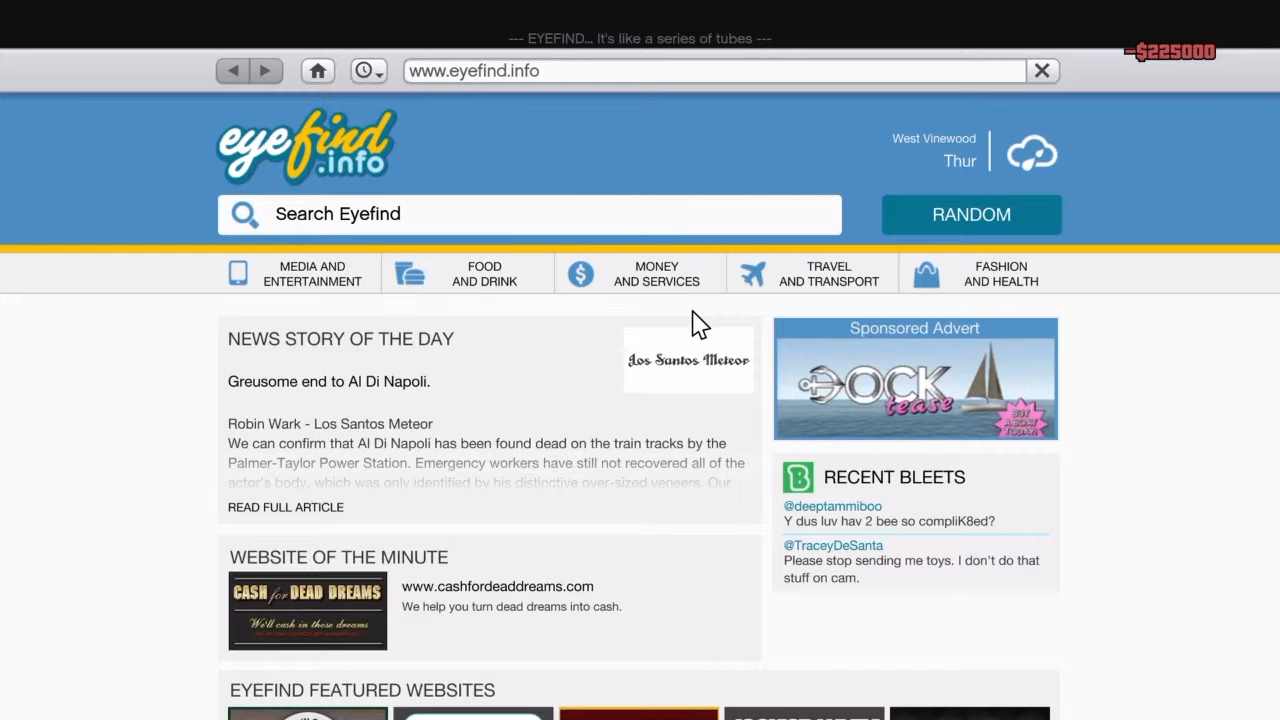 --- EYEFIND... It's like a series of tubes ---
-$225000
www.eyefind.info
eyefind
.info
West Vinewood
Thur
Search Eyefind
RANDOM
MEDIA AND
ENTERTAINMENT
FOOD
AND DRINK
MONEY
AND SERVICES
TRAVEL
AND TRANSPORT
FASHION
AND HEALTH
NEWS STORY OF THE DAY
Los Santos Meteor
Greusome end to Al Di Napoli.
Robin Wark - Los Santos Meteor
We can confirm that Al Di Napoli has been found dead on the train tracks by the
Palmer-Taylor Power Station. Emergency workers have still not recovered all of the
actor's body, which was only identified by his distinctive over-sized veneers. Our
READ FULL ARTICLE
Sponsored Advert
DOCK
tease
BUY
A BOAT
TODAY!
RECENT BLEETS
@deeptammiboo
Y dus luv hav 2 bee so compliK8ed?
@TraceyDeSanta
Please stop sending me toys. I don't do that
stuff on cam.
WEBSITE OF THE MINUTE
CASH for DEAD DREAMS
We'll cash in those dreams
www.cashfordeaddreams.com
We help you turn dead dreams into cash.
EYEFIND FEATURED WEBSITES